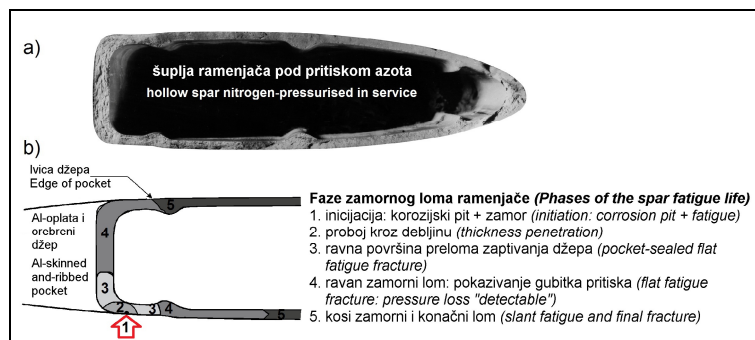 a)
šuplja ramenjača pod pritiskom azota
hollow spar nitrogen-pressurised in service
b)
Ivica džepa
Edge of pocket
Al-oplata i
orebreni
džep
Al-skinned
and-ribbed
pocket
5
4
3
2
3
4
5
1
Faze zamornog loma ramenjače (Phases of the spar fatigue life)
1. inicijacija: korozijski pit + zamor (initiation: corrosion pit + fatigue)
2. proboj kroz debljinu (thickness penetration)
3. ravna površina preloma zaptivanja džepa (pocket-sealed flat
fatigue fracture)
4. ravan zamorni lom: pokazivanje gubitka pritiska (flat fatigue
fracture: pressure loss "detectable")
5. kosi zamorni i konačni lom (slant fatigue and final fracture)